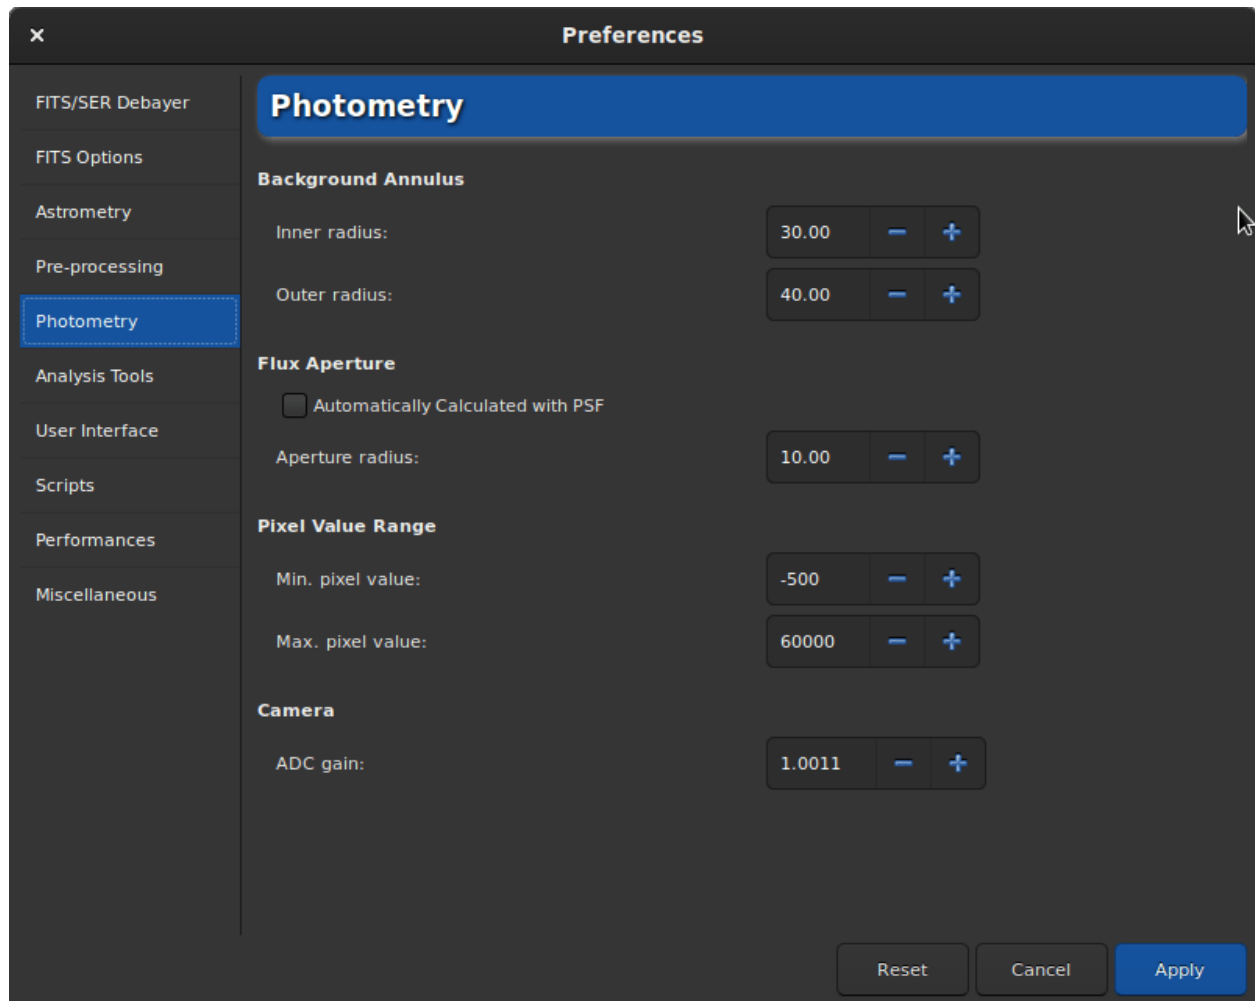 Preferences
FITS/SER Debayer
FITS Options
Astrometry
Pre-processing
Photometry
Analysis Tools
User Interface
Scripts
Performances
Miscellaneous
Photometry
Background Annulus
Inner radius: 30.00
Outer radius: 40.00
Flux Aperture
Automatically Calculated with PSF
Aperture radius: 10.00
Pixel Value Range
Min. pixel value: -500
Max. pixel value: 60000
Camera
ADC gain: 1.0011
Reset Cancel Apply